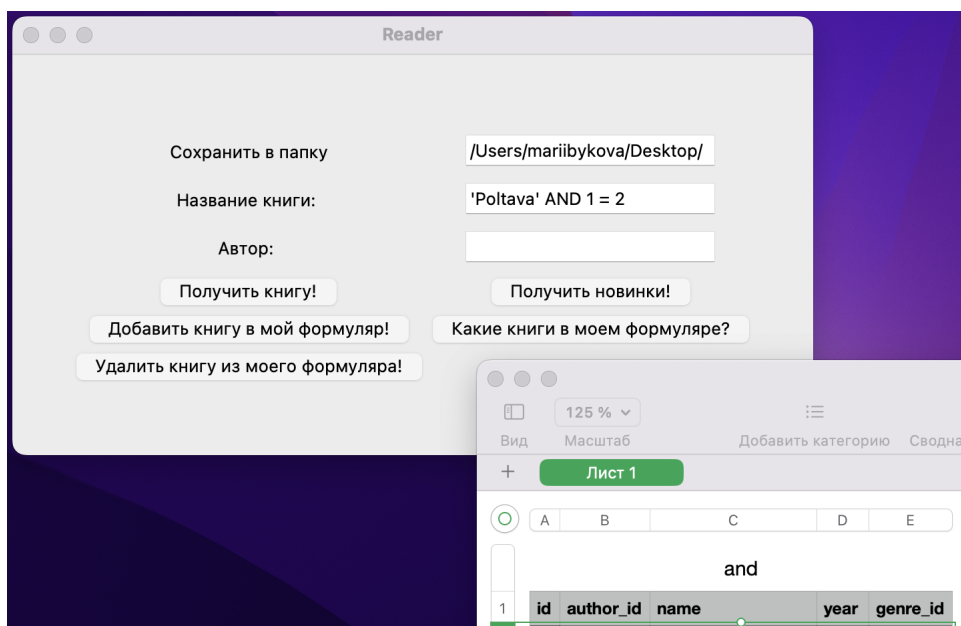 Reader
Сохранить в папку
/Users/mariibykova/Desktop/
Название книги:
'Poltava' AND 1 = 2
Автор:
Получить книгу!
Получить новинки!
Добавить книгу в мой формуляр!
Какие книги в моем формуляре?
Удалить книгу из моего формуляра!
125 %
Вид
Масштаб
Добавить категорию
Сводна
+
Лист 1
A B C D E
and
1 id author_id name year genre_id